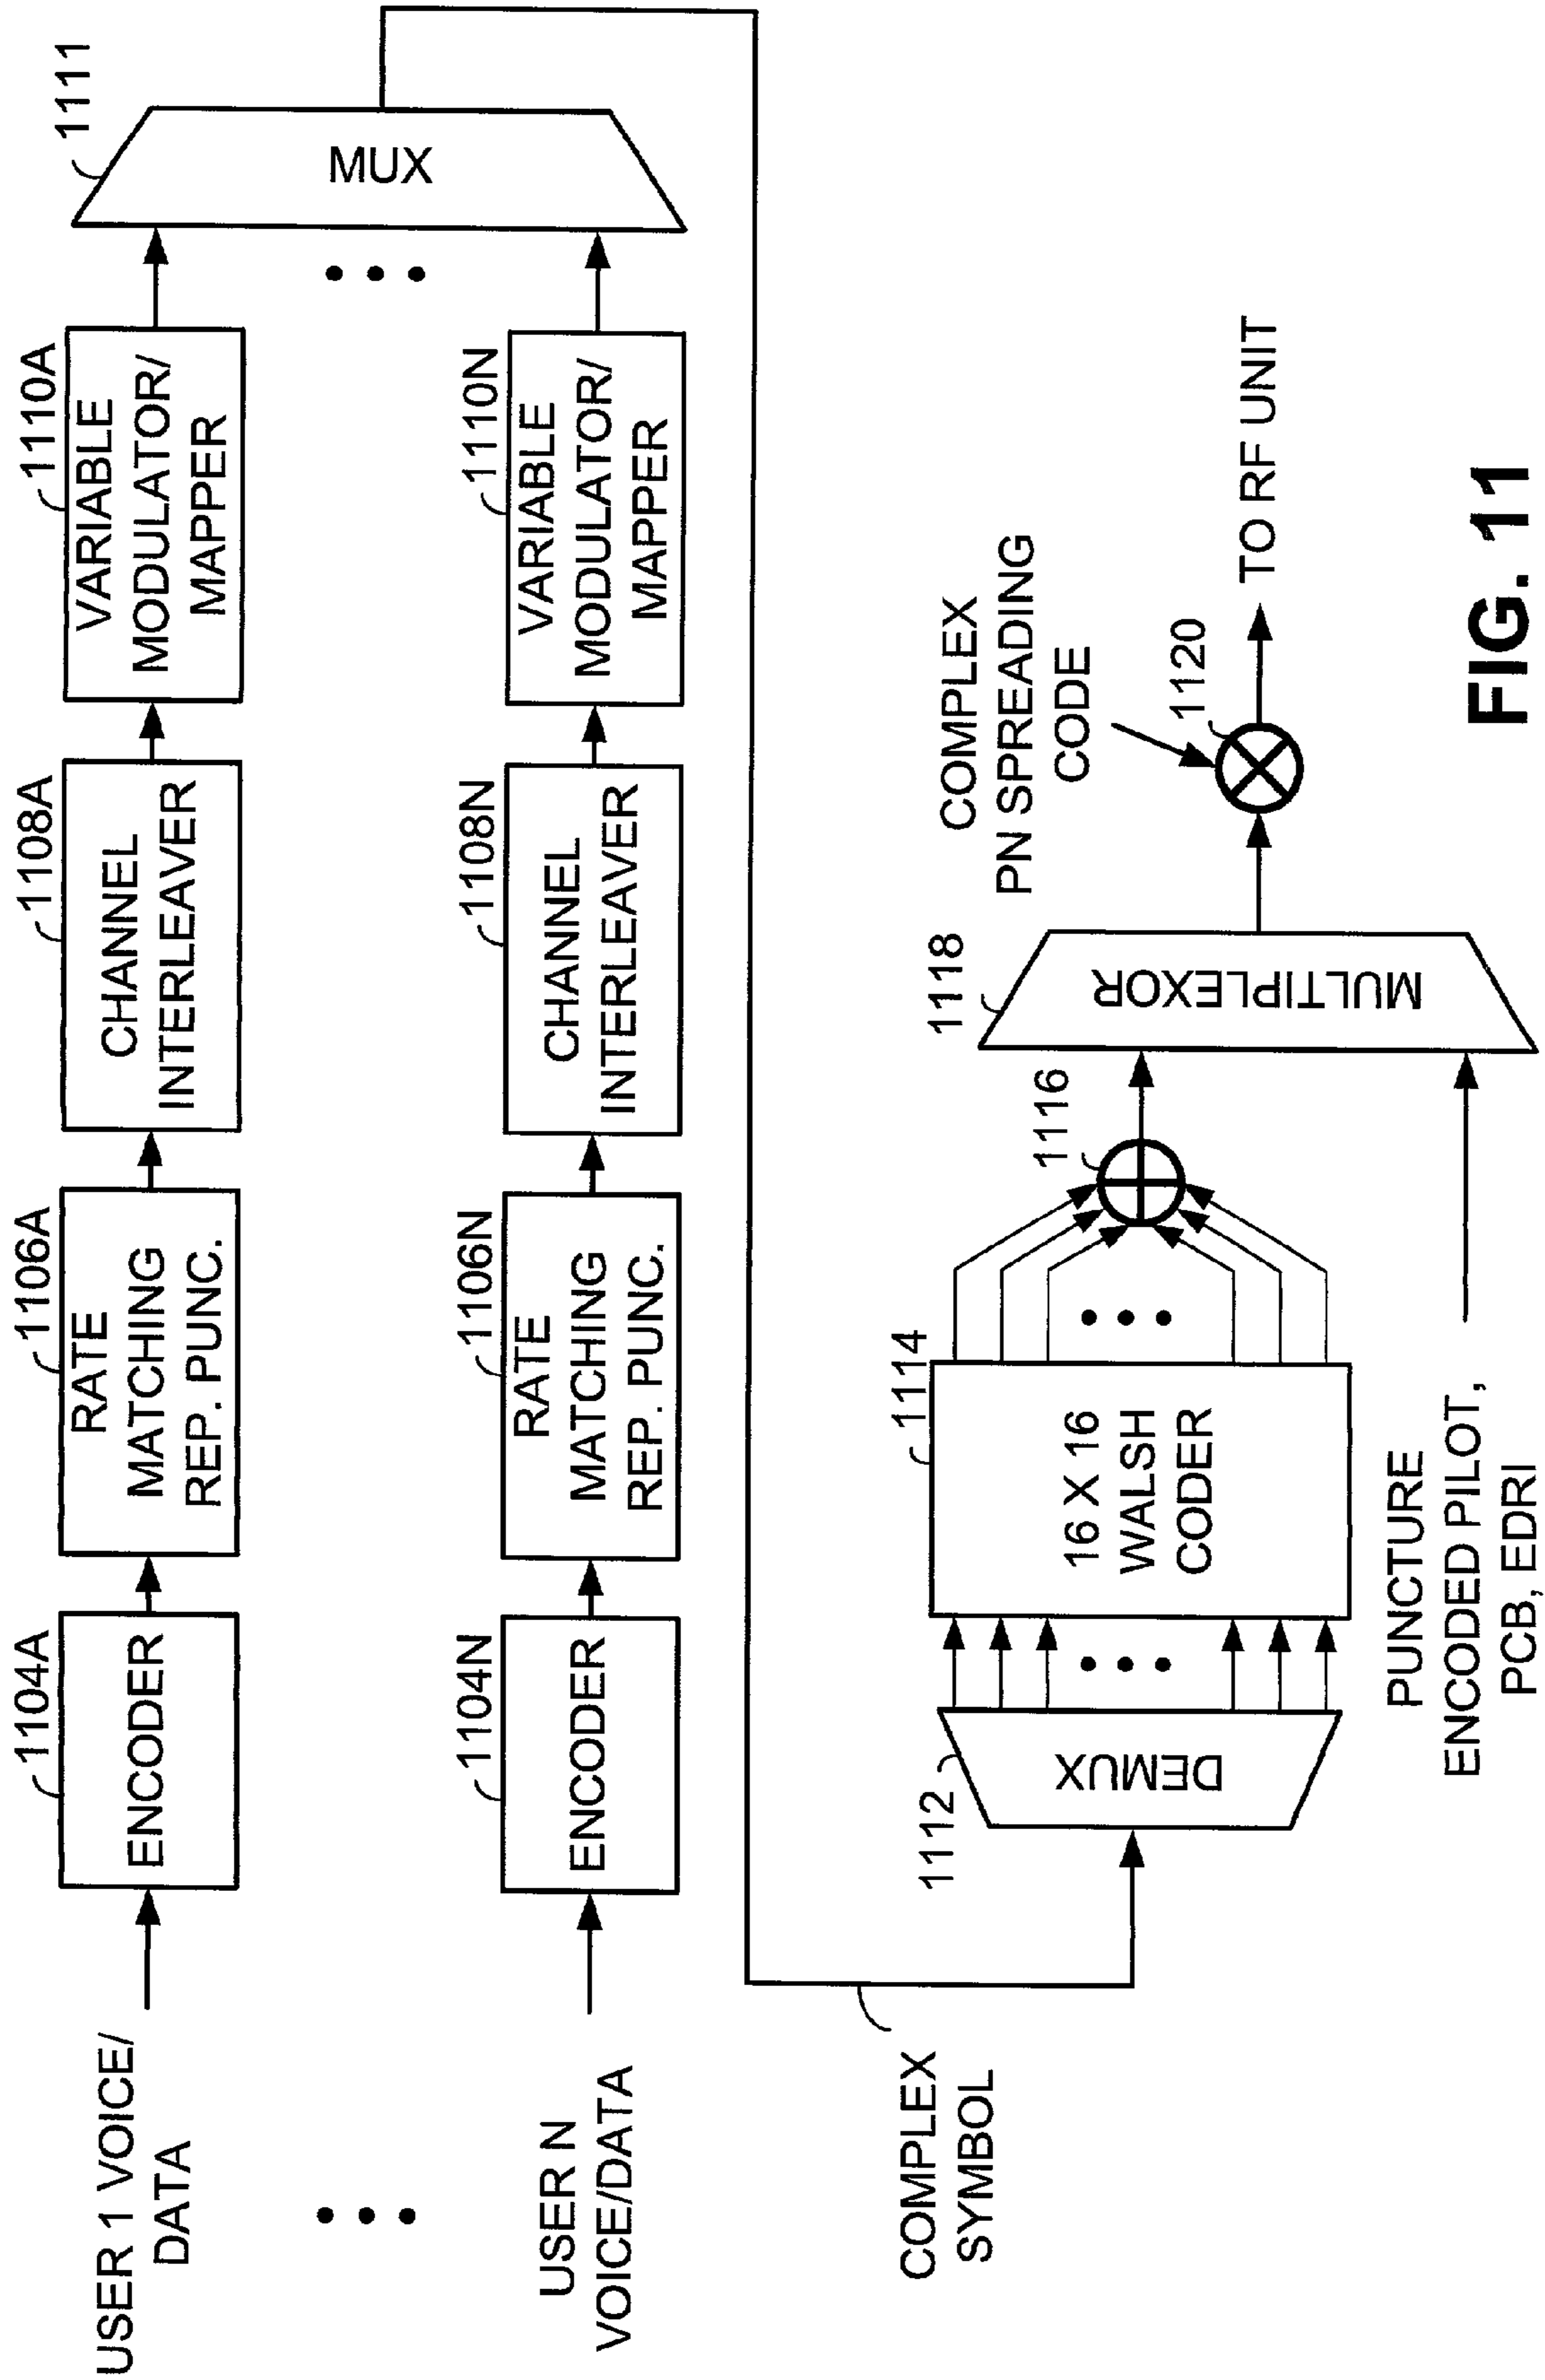 USER 1 VOICE/
DATA
1104A
ENCODER
1106A
RATE
MATCHING
REP. PUNC.
1108A
CHANNEL
INTERLEAVER
1110A
VARIABLE
MODULATOR/
MAPPER
1111
MUX
USER N
VOICE/DATA
1104N
ENCODER
1106N
RATE
MATCHING
REP. PUNC.
1108N
CHANNEL
INTERLEAVER
1110N
VARIABLE
MODULATOR/
MAPPER
COMPLEX
SYMBOL
1112
DEMUX
1114
16 X 16
WALSH
CODER
1116
PUNCTURE
ENCODED PILOT,
PCB, EDRI
1118
MULTIPLEXOR
COMPLEX
PN SPREADING
CODE
1120
TO RF UNIT
FIG. 11